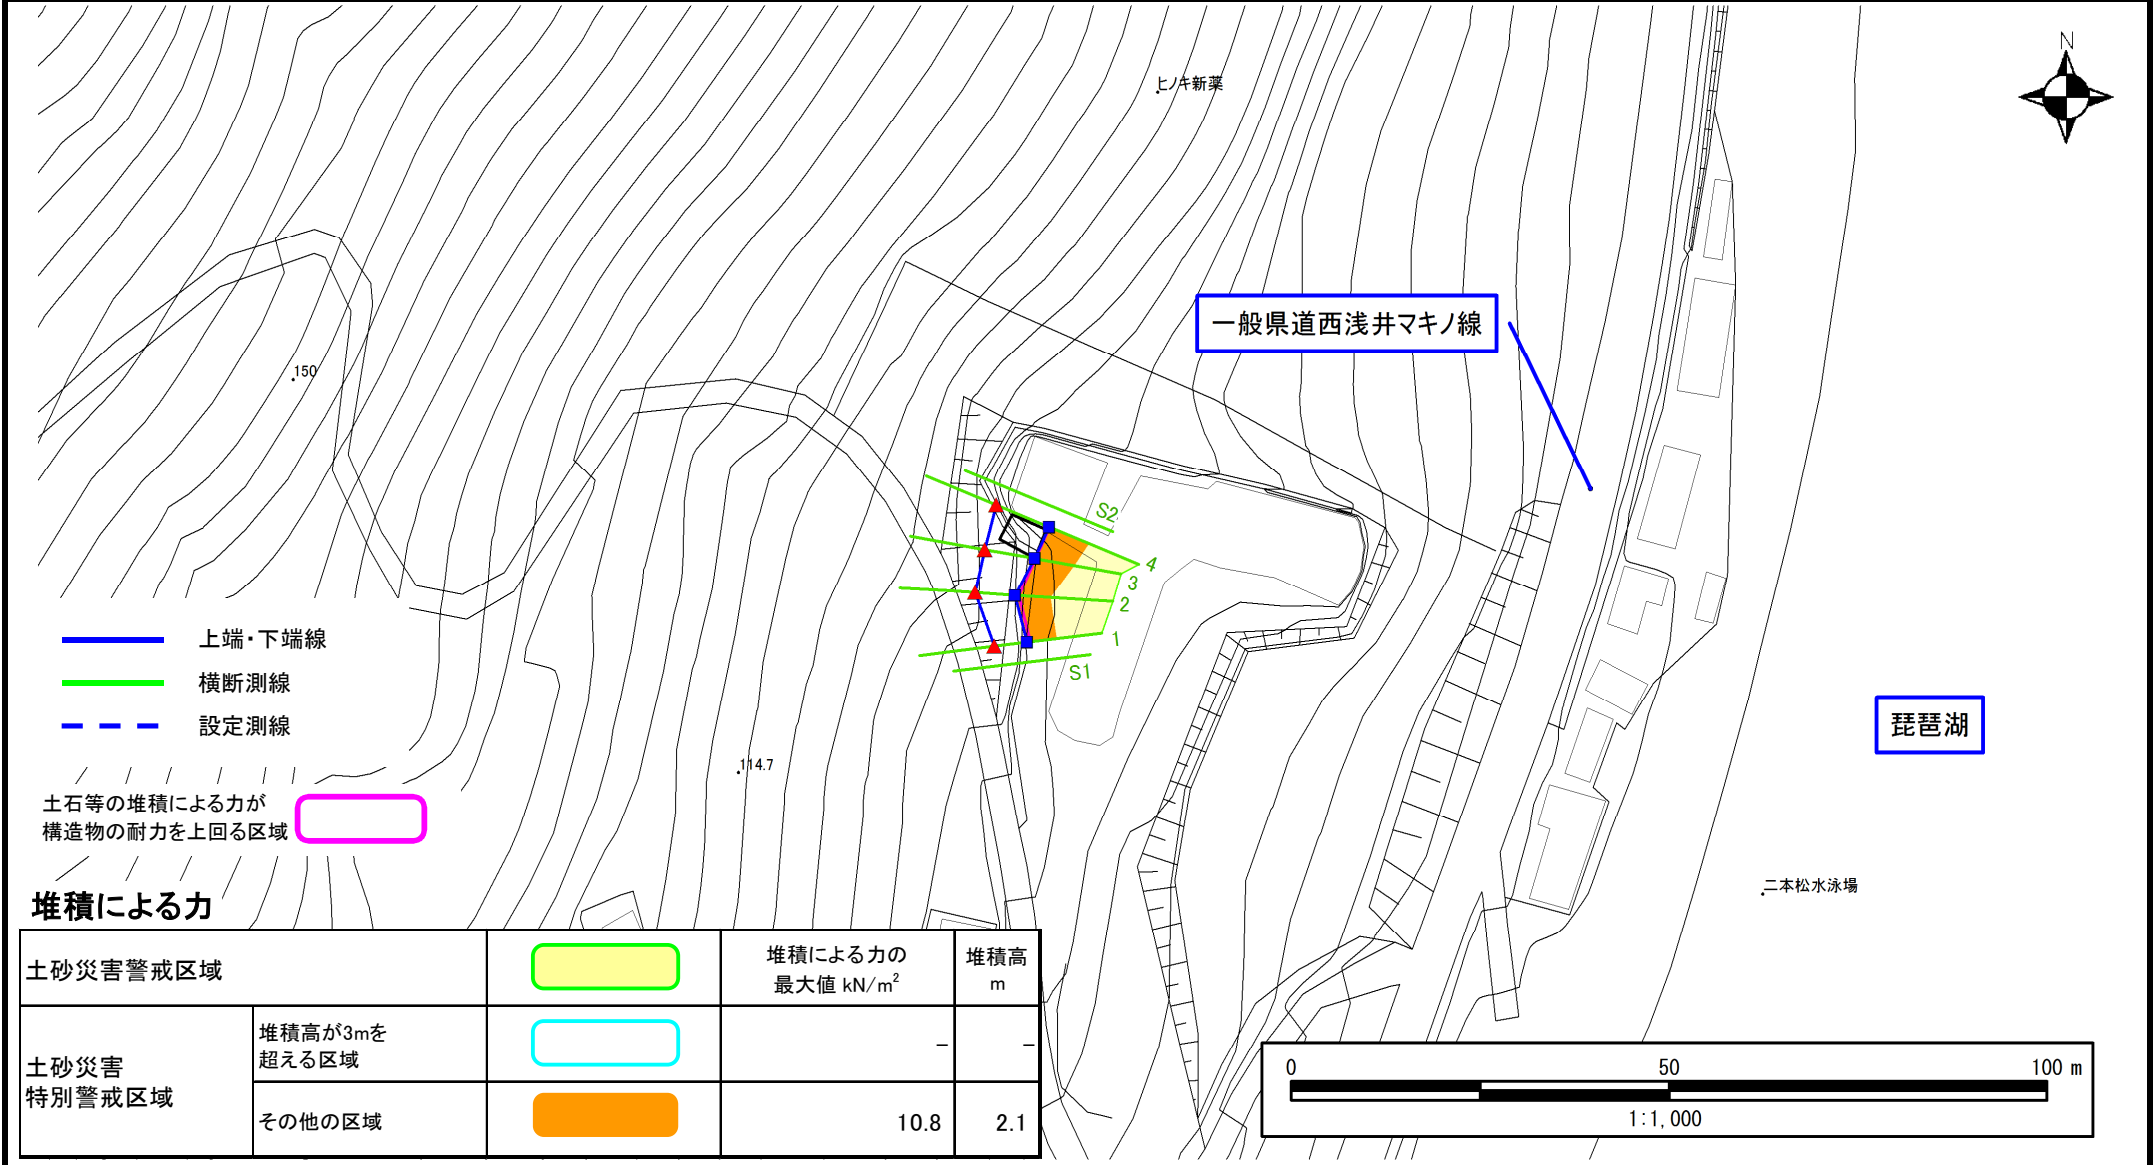 N
ヒノキ新薬
一般県道西浅井マキノ線
150
S2
4
3
2
1
S1
上端・下端線
横断測線
設定測線
琵琶湖
114.7
土石等の堆積による力が
構造物の耐力を上回る区域
二本松水泳場
堆積による力
土砂災害警戒区域
堆積による力の
最大値 kN/m²
堆積高
m
土砂災害
特別警戒区域
堆積高が3mを
超える区域
－
－
その他の区域
10.8
2.1
0 50 100 m
1:1,000